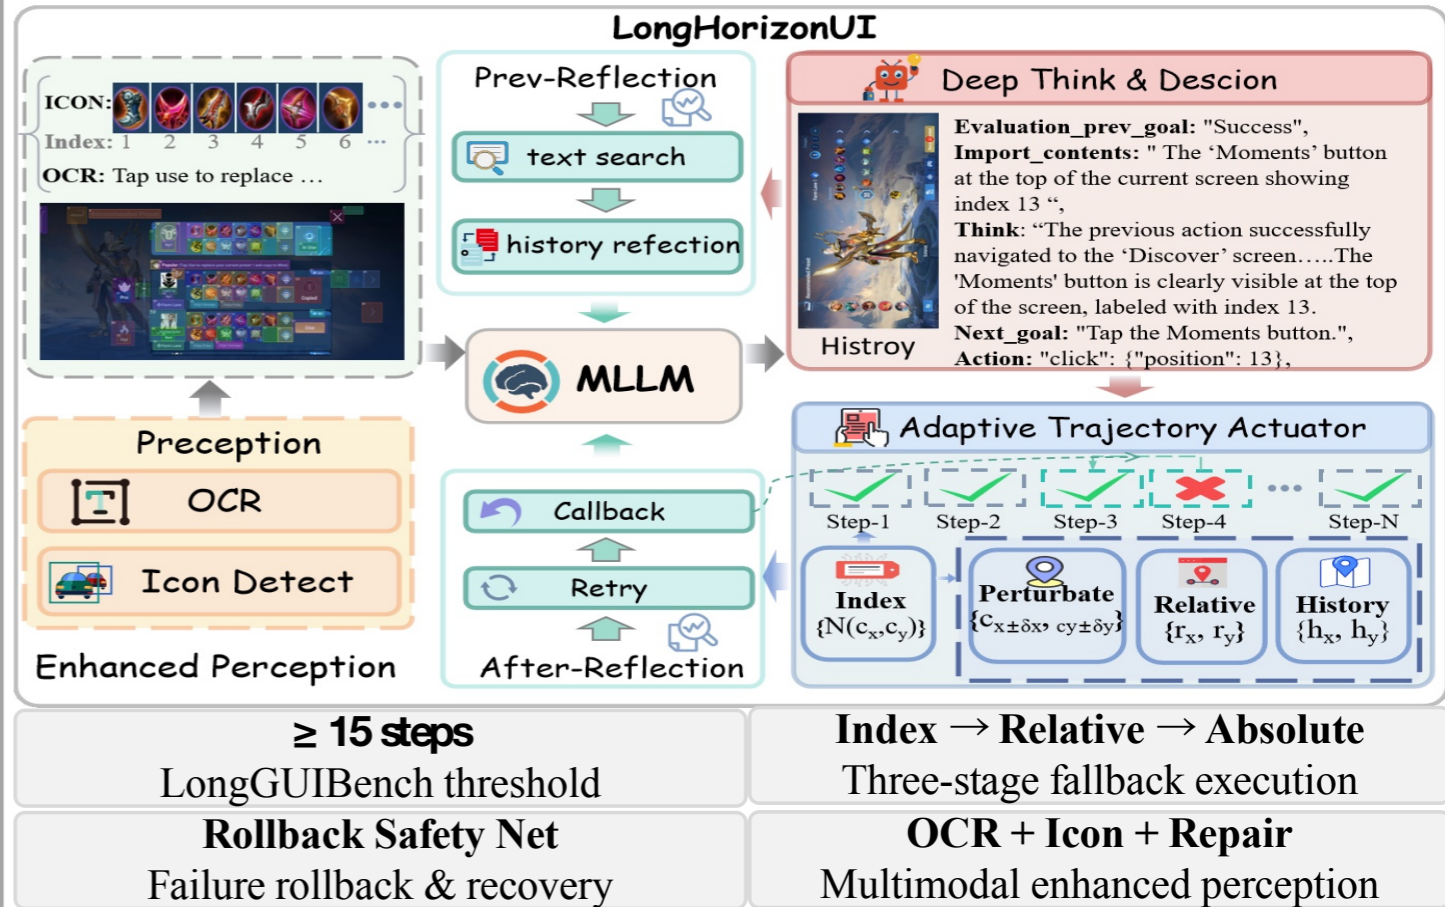 LongHorizonUI
ICON:
Index: 1 2 3 4 5 6 ...
OCR: Tap use to replace ...
Preception
OCR
Icon Detect
Enhanced Perception
Prev-Reflection
text search
history refection
MLLM
Callback
Retry
After-Reflection
Deep Think & Descion
Histroy
Evaluation_prev_goal: "Success",
Import_contents: " The ‘Moments’ button
at the top of the current screen showing
index 13 “,
Think: “The previous action successfully
navigated to the ‘Discover’ screen…..The
'Moments' button is clearly visible at the top
of the screen, labeled with index 13.
Next_goal: "Tap the Moments button.",
Action: "click": {"position": 13},
Adaptive Trajectory Actuator
Step-1 Step-2 Step-3 Step-4 Step-N
Index
{N(cx,cy)}
Perturbate
{cx±δx, cy±δy}
Relative
{rx, ry}
History
{hx, hy}
≥ 15 steps
LongGUIBench threshold
Index → Relative → Absolute
Three-stage fallback execution
Rollback Safety Net
Failure rollback & recovery
OCR + Icon + Repair
Multimodal enhanced perception